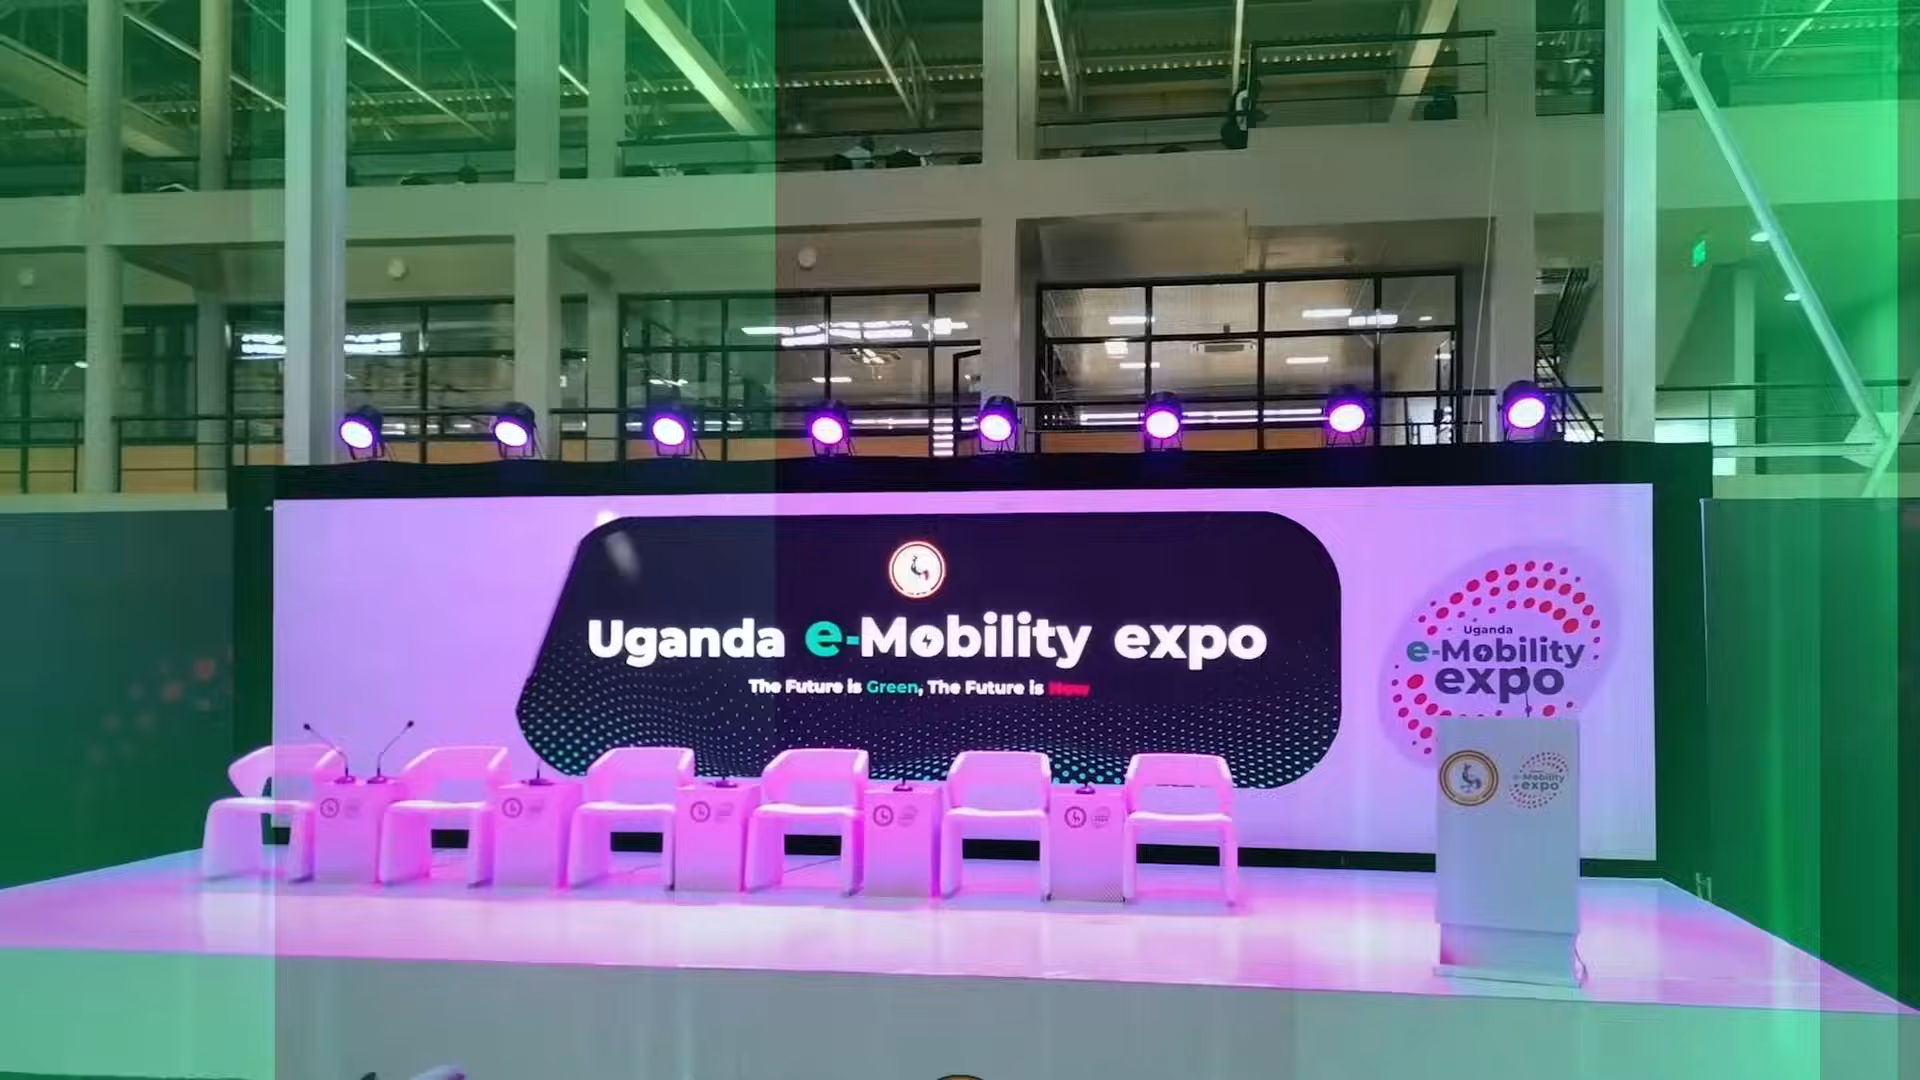 Uganda e-Mobility expo
The Future is Green, The Future is Now
Uganda
e-Mobility
expo
e-Mobility
expo